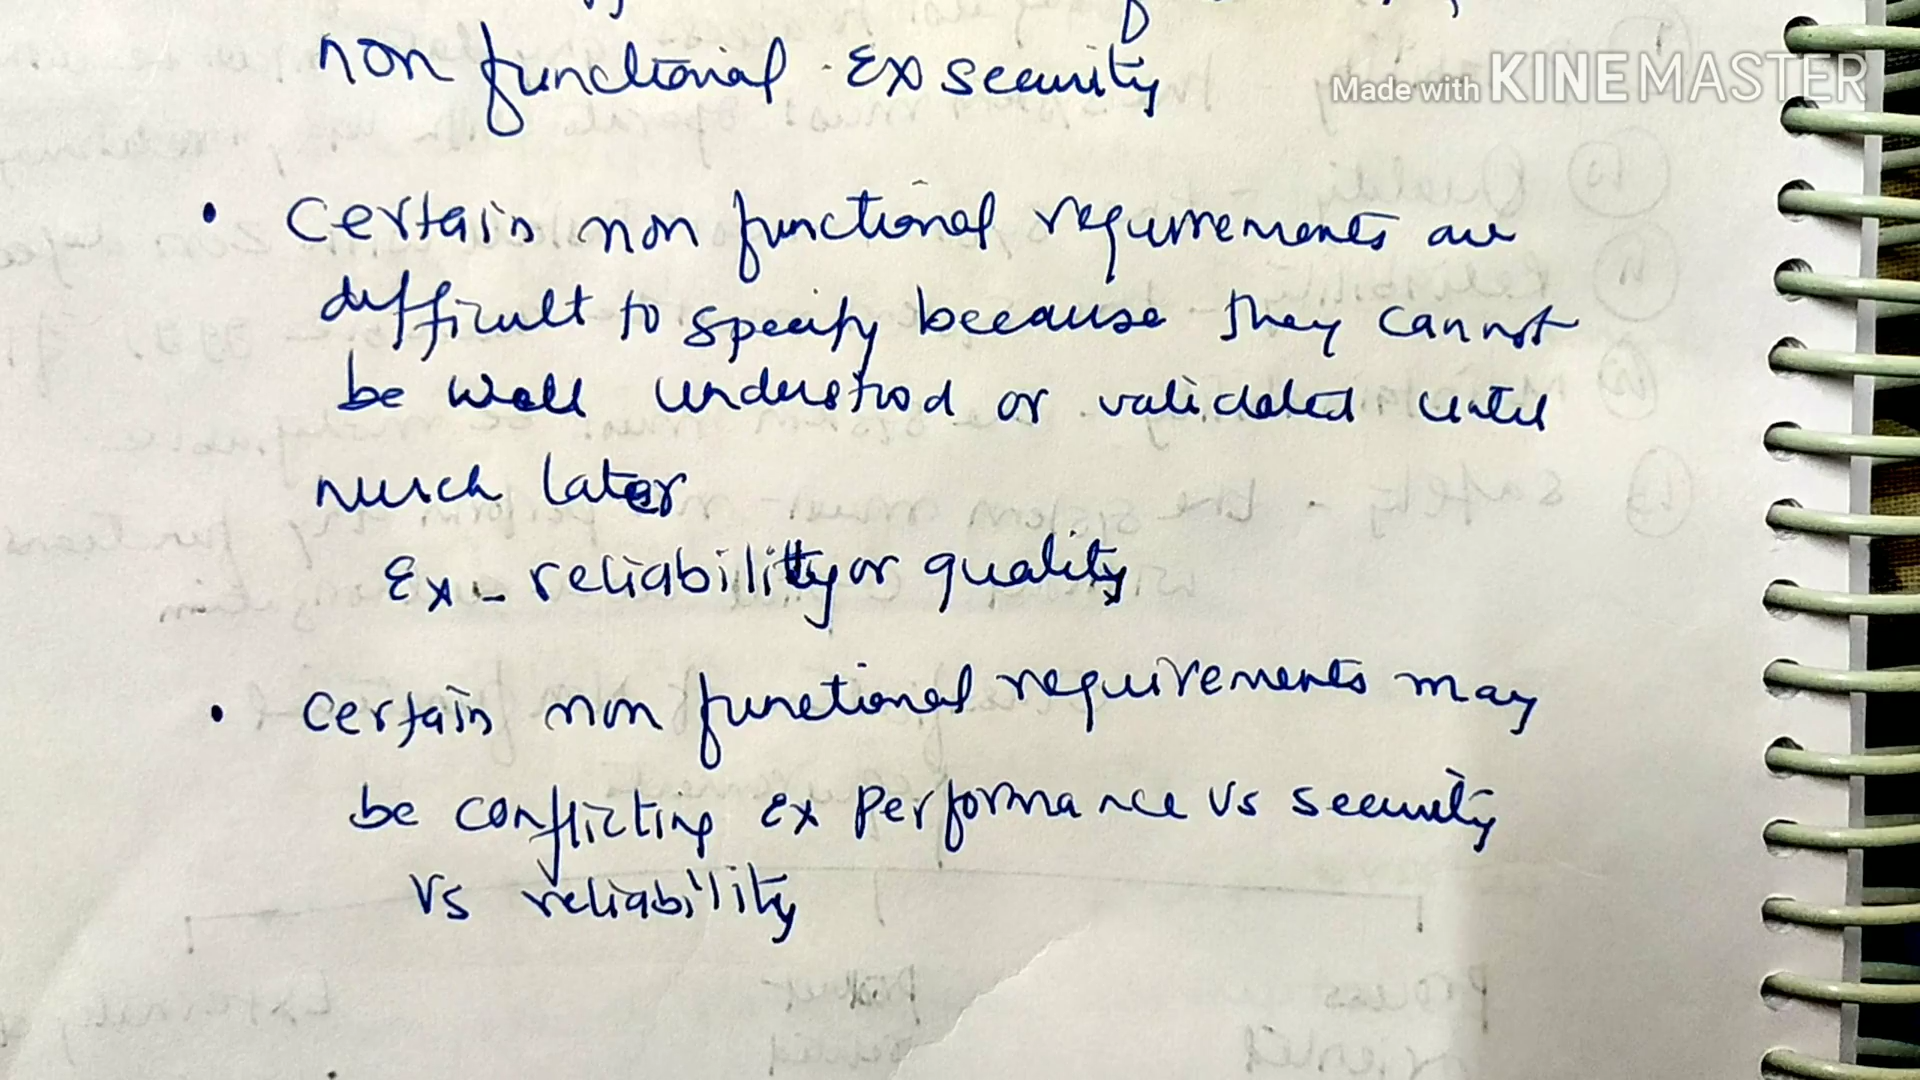 non functional. Ex security
Made with KINEMASTER
• Certain non functional requirements are
difficult to specify because they cannot
be well understood or validated until
much later
Ex - reliability or quality
• Certain non functional requirements may
be conflicting Ex Performance vs security
vs reliability